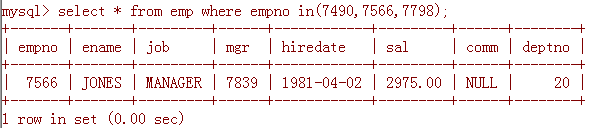 mysql> select * from emp where empno in(7490,7566,7798);
+-------+-------+---------+------+------------+---------+------+--------+
| empno | ename | job     | mgr  | hiredate   | sal     | comm | deptno |
+-------+-------+---------+------+------------+---------+------+--------+
|  7566 | JONES | MANAGER | 7839 | 1981-04-02 | 2975.00 | NULL |     20 |
+-------+-------+---------+------+------------+---------+------+--------+
1 row in set (0.00 sec)